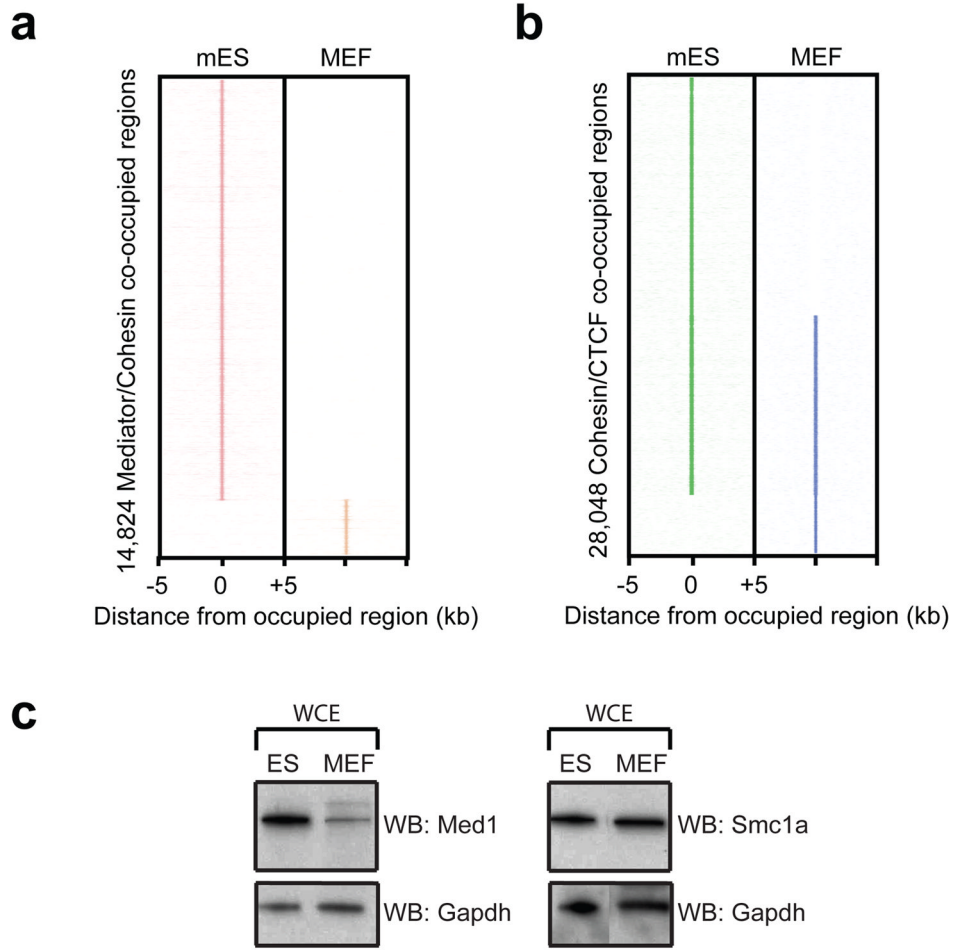 a
mES MEF
14,824 Mediator/Cohesin co-occupied regions
-5 0 +5
Distance from occupied region (kb)
b
mES MEF
28,048 Cohesin/CTCF co-occupied regions
-5 0 +5
Distance from occupied region (kb)
c
WCE
ES MEF
WB: Med1
WB: Gapdh
WCE
ES MEF
WB: Smc1a
WB: Gapdh